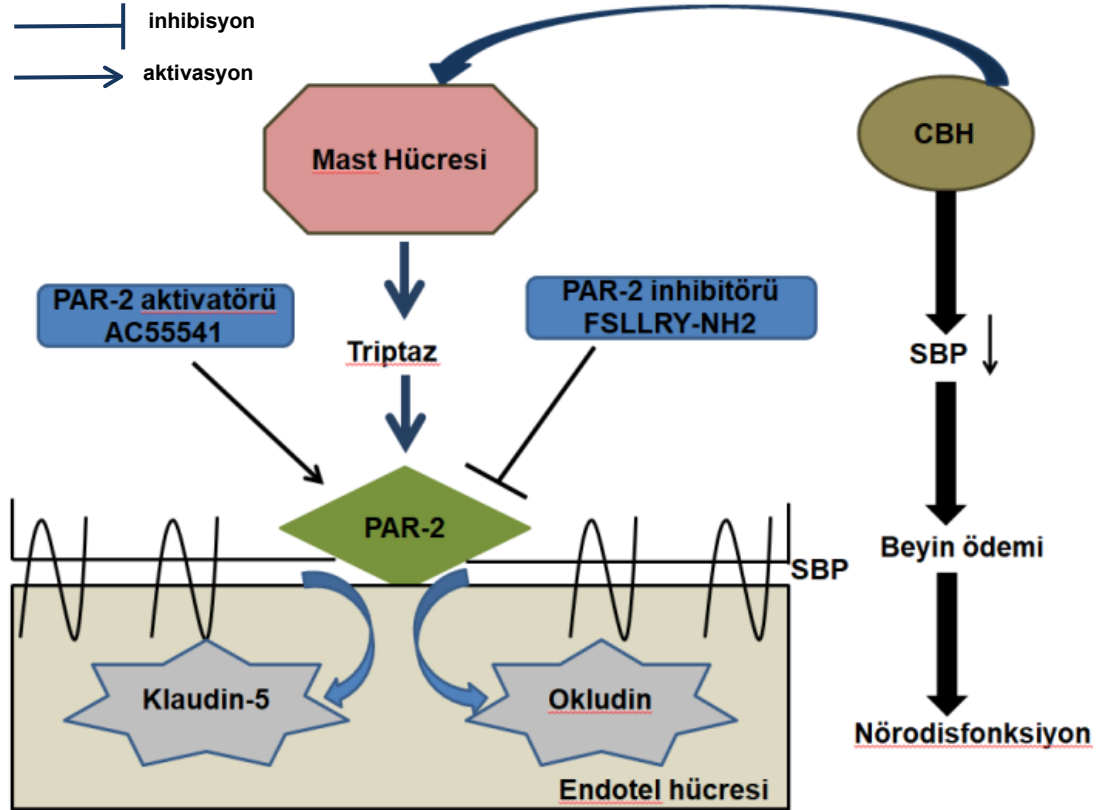 inhibisyon
aktivasyon
Mast Hücresi
CBH
PAR-2 aktivatörü
AC55541
PAR-2 inhibitörü
FSLLRY-NH2
Triptaz
SBP
PAR-2
Beyin ödemi
SBP
Klaudin-5
Okludin
Nörodisfonksiyon
Endotel hücresi